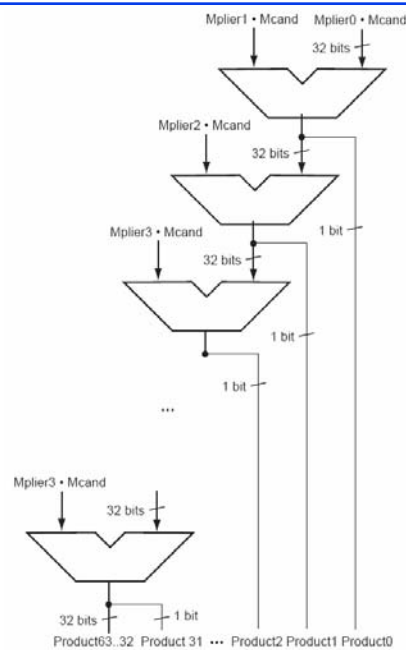 Mplier1 • Mcand Mplier0 • Mcand
32 bits
Mplier2 • Mcand
32 bits
Mplier3 • Mcand
1 bit
32 bits
1 bit
1 bit
...
Mplier3 • Mcand
32 bits
32 bits 1 bit
Product63..32 Product 31 ••• Product2 Product1 Product0